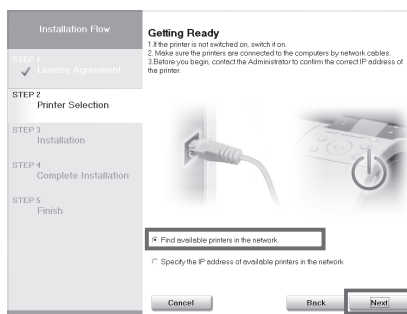 Installation Flow
STEP 1
License Agreement
STEP 2
Printer Selection
STEP 3
Installation
STEP 4
Complete Installation
STEP 5
Finish
Getting Ready
1.If the printer is not switched on, switch it on.
2. Make sure the printers are connected to the computers by network cables.
3.Before you begin, contact the Administrator to confirm the correct IP address of
the printer.
Find available printers in the network
Specify the IP address of available printers in the network.
Cancel
Back
Next